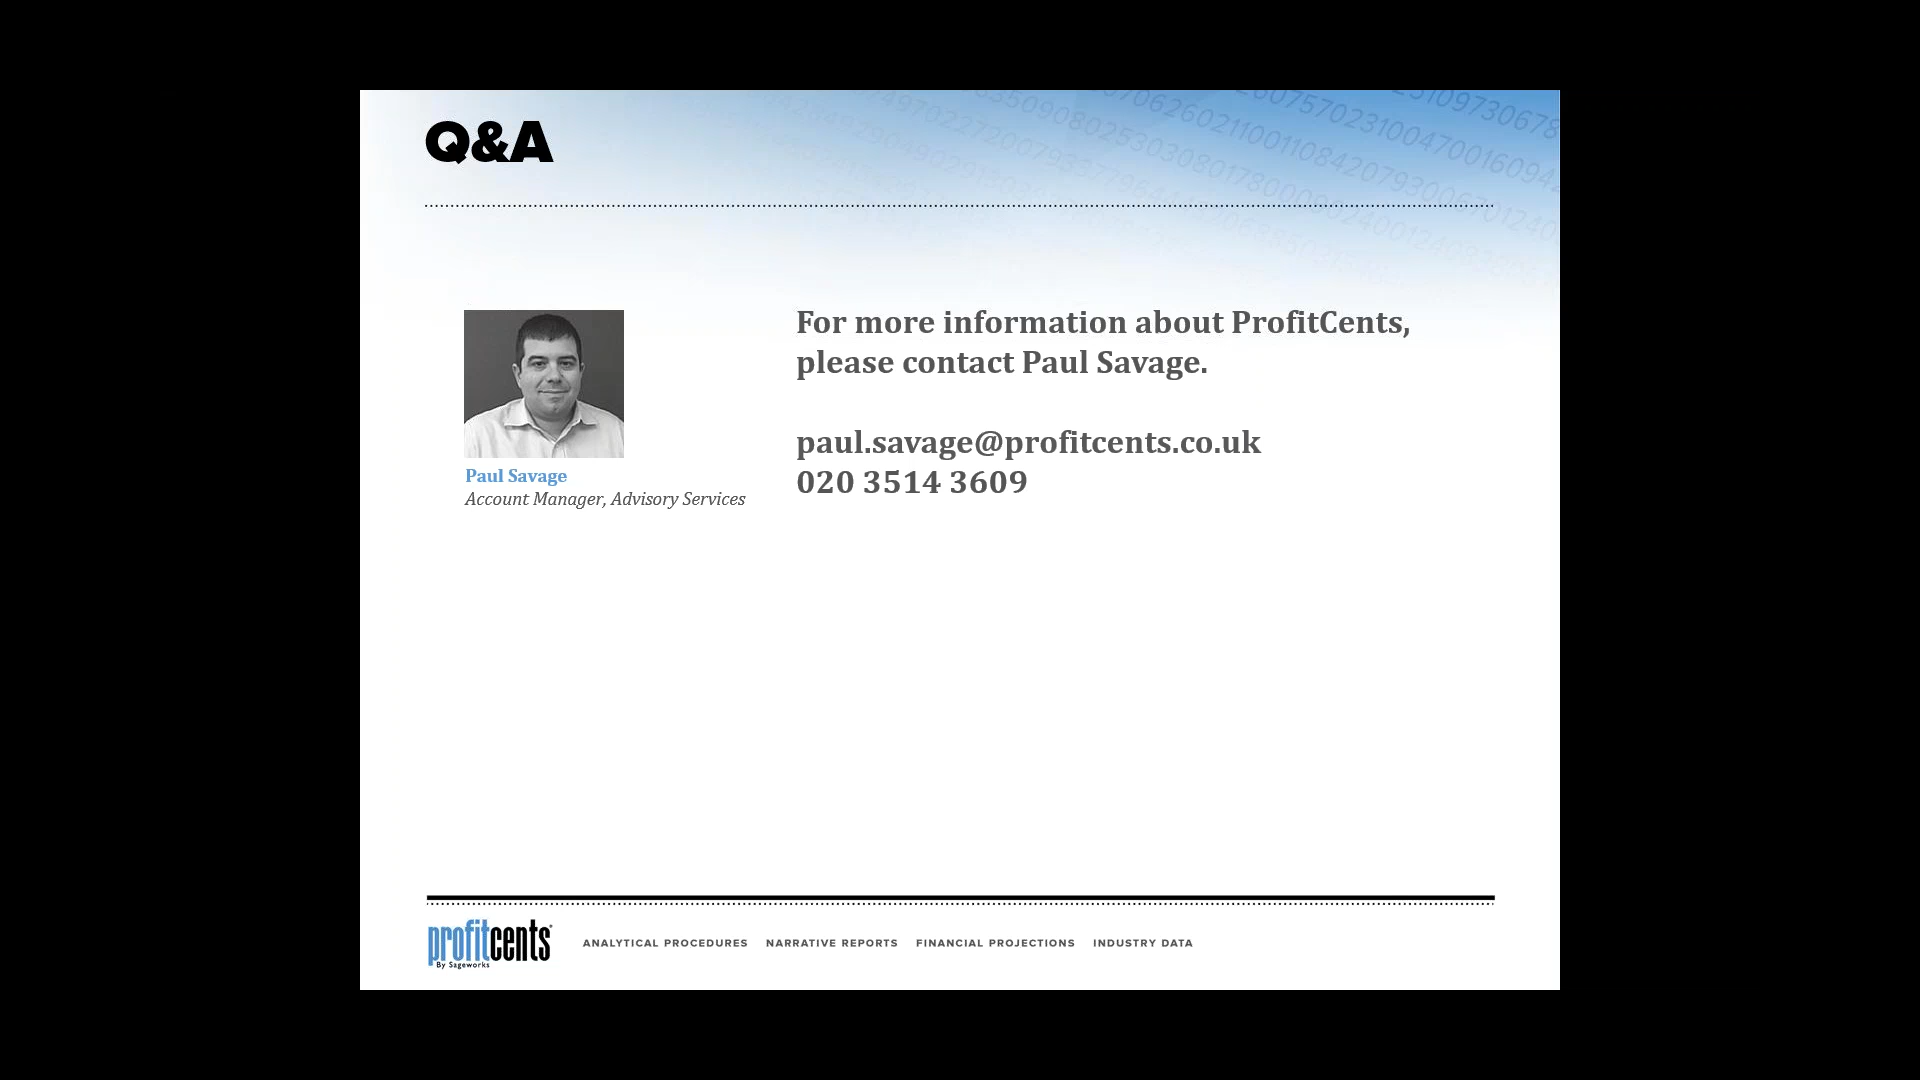 Q&A
Paul Savage
Account Manager, Advisory Services
For more information about ProfitCents,
please contact Paul Savage.
paul.savage@profitcents.co.uk
020 3514 3609
profitcents
By Sageworks
ANALYTICAL PROCEDURES NARRATIVE REPORTS FINANCIAL PROJECTIONS INDUSTRY DATA